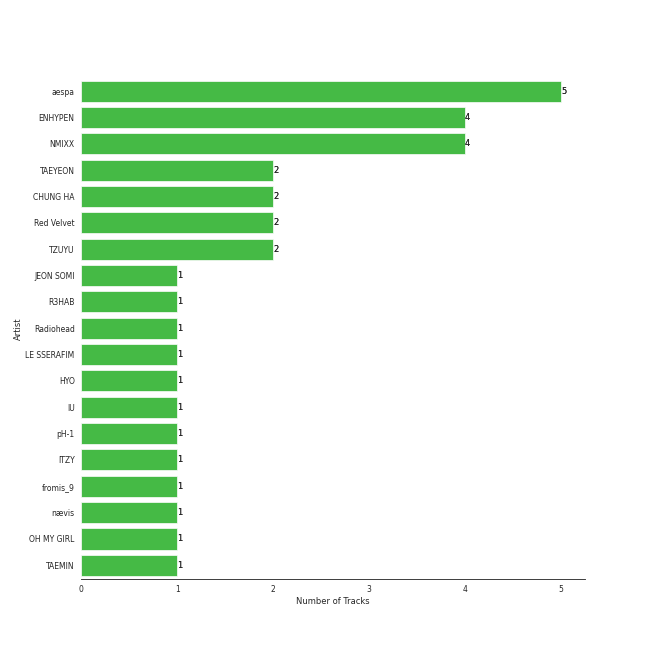 aespa 5
ENHYPEN 4
NMIXX 4
TAEYEON 2
CHUNG HA 2
Red Velvet 2
TZUYU 2
JEON SOMI 1
R3HAB 1
Radiohead 1
LE SSERAFIM 1
HYO 1
IU 1
pH-1 1
ITZY 1
fromis_9 1
nævis 1
OH MY GIRL 1
TAEMIN 1
Artist
0 1 2 3 4 5
Number of Tracks